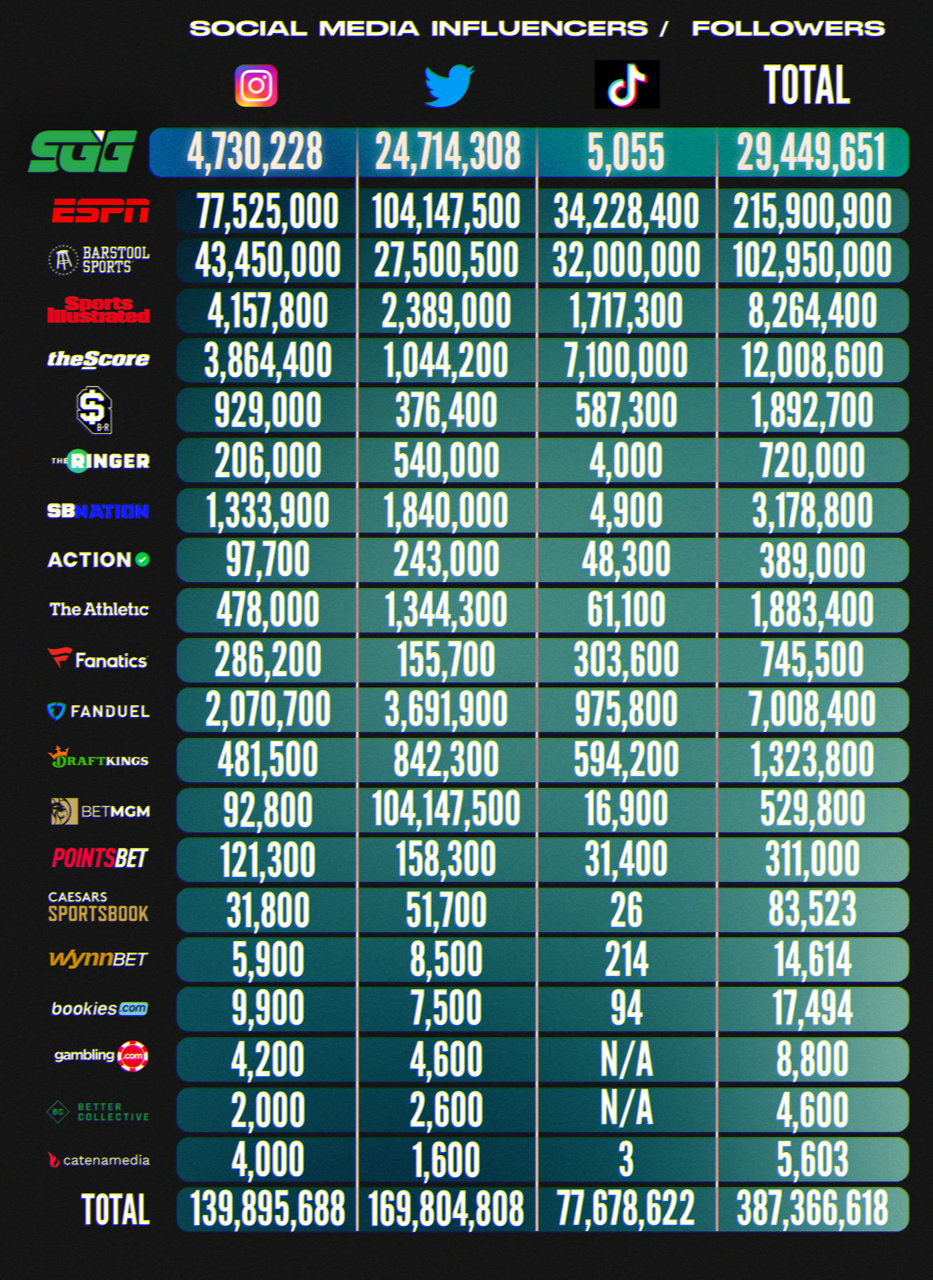 SOCIAL MEDIA INFLUENCERS / FOLLOWERS
TOTAL
SGG 4,730,228 24,714,308 5,055 29,449,651
ESPN 77,525,000 104,147,500 34,228,400 215,900,900
BARSTOOL SPORTS 43,450,000 27,500,500 32,000,000 102,950,000
Sports Illustrated 4,157,800 2,389,000 1,717,300 8,264,400
theScore 3,864,400 1,044,200 7,100,000 12,008,600
$ B·R 929,000 376,400 587,300 1,892,700
THE RINGER 206,000 540,000 4,000 720,000
SBNATION 1,333,900 1,840,000 4,900 3,178,800
ACTION 97,700 243,000 48,300 389,000
The Athletic 478,000 1,344,300 61,100 1,883,400
Fanatics 286,200 155,700 303,600 745,500
FANDUEL 2,070,700 3,691,900 975,800 7,008,400
DRAFTKINGS 481,500 842,300 594,200 1,323,800
BETMGM 92,800 104,147,500 16,900 529,800
POINTSBET 121,300 158,300 31,400 311,000
CAESARS SPORTSBOOK 31,800 51,700 26 83,523
WynnBET 5,900 8,500 214 14,614
bookies.com 9,900 7,500 94 17,494
gambling.com 4,200 4,600 N/A 8,800
BC BETTER COLLECTIVE 2,000 2,600 N/A 4,600
catenamedia 4,000 1,600 3 5,603
TOTAL 139,895,688 169,804,808 77,678,622 387,366,618